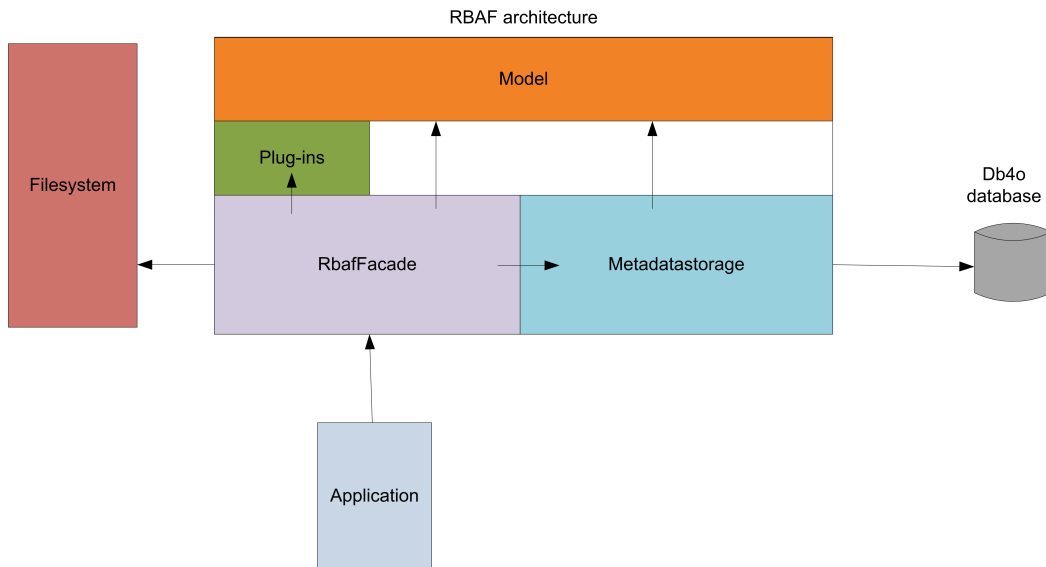 RBAF architecture
Model
Plug-ins
Filesystem
Db4o
database
RbafFacade
Metadatastorage
Application